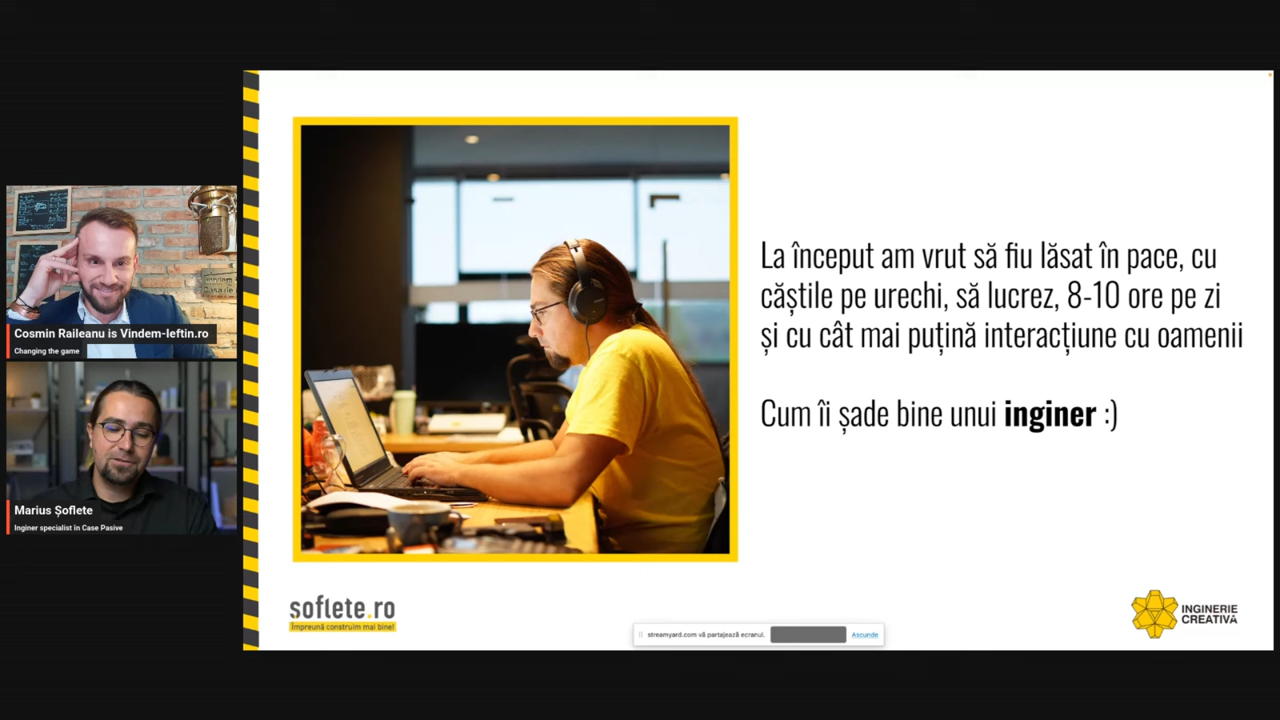 Cosmin Raileanu is Vindem-Ieftin.ro
Changing the game
Marius Șoflete
Inginer specialist in Case Pasive
La început am vrut să fiu lăsat în pace, cu
căștile pe urechi, să lucrez, 8-10 ore pe zi
și cu cât mai puțină interacțiune cu oamenii
Cum îi șade bine unui inginer :)
soflete.ro
Împreună construim mai bine!
streamyard.com vă partajează ecranul.
Ascunde
INGINERIE
CREATIVĂ